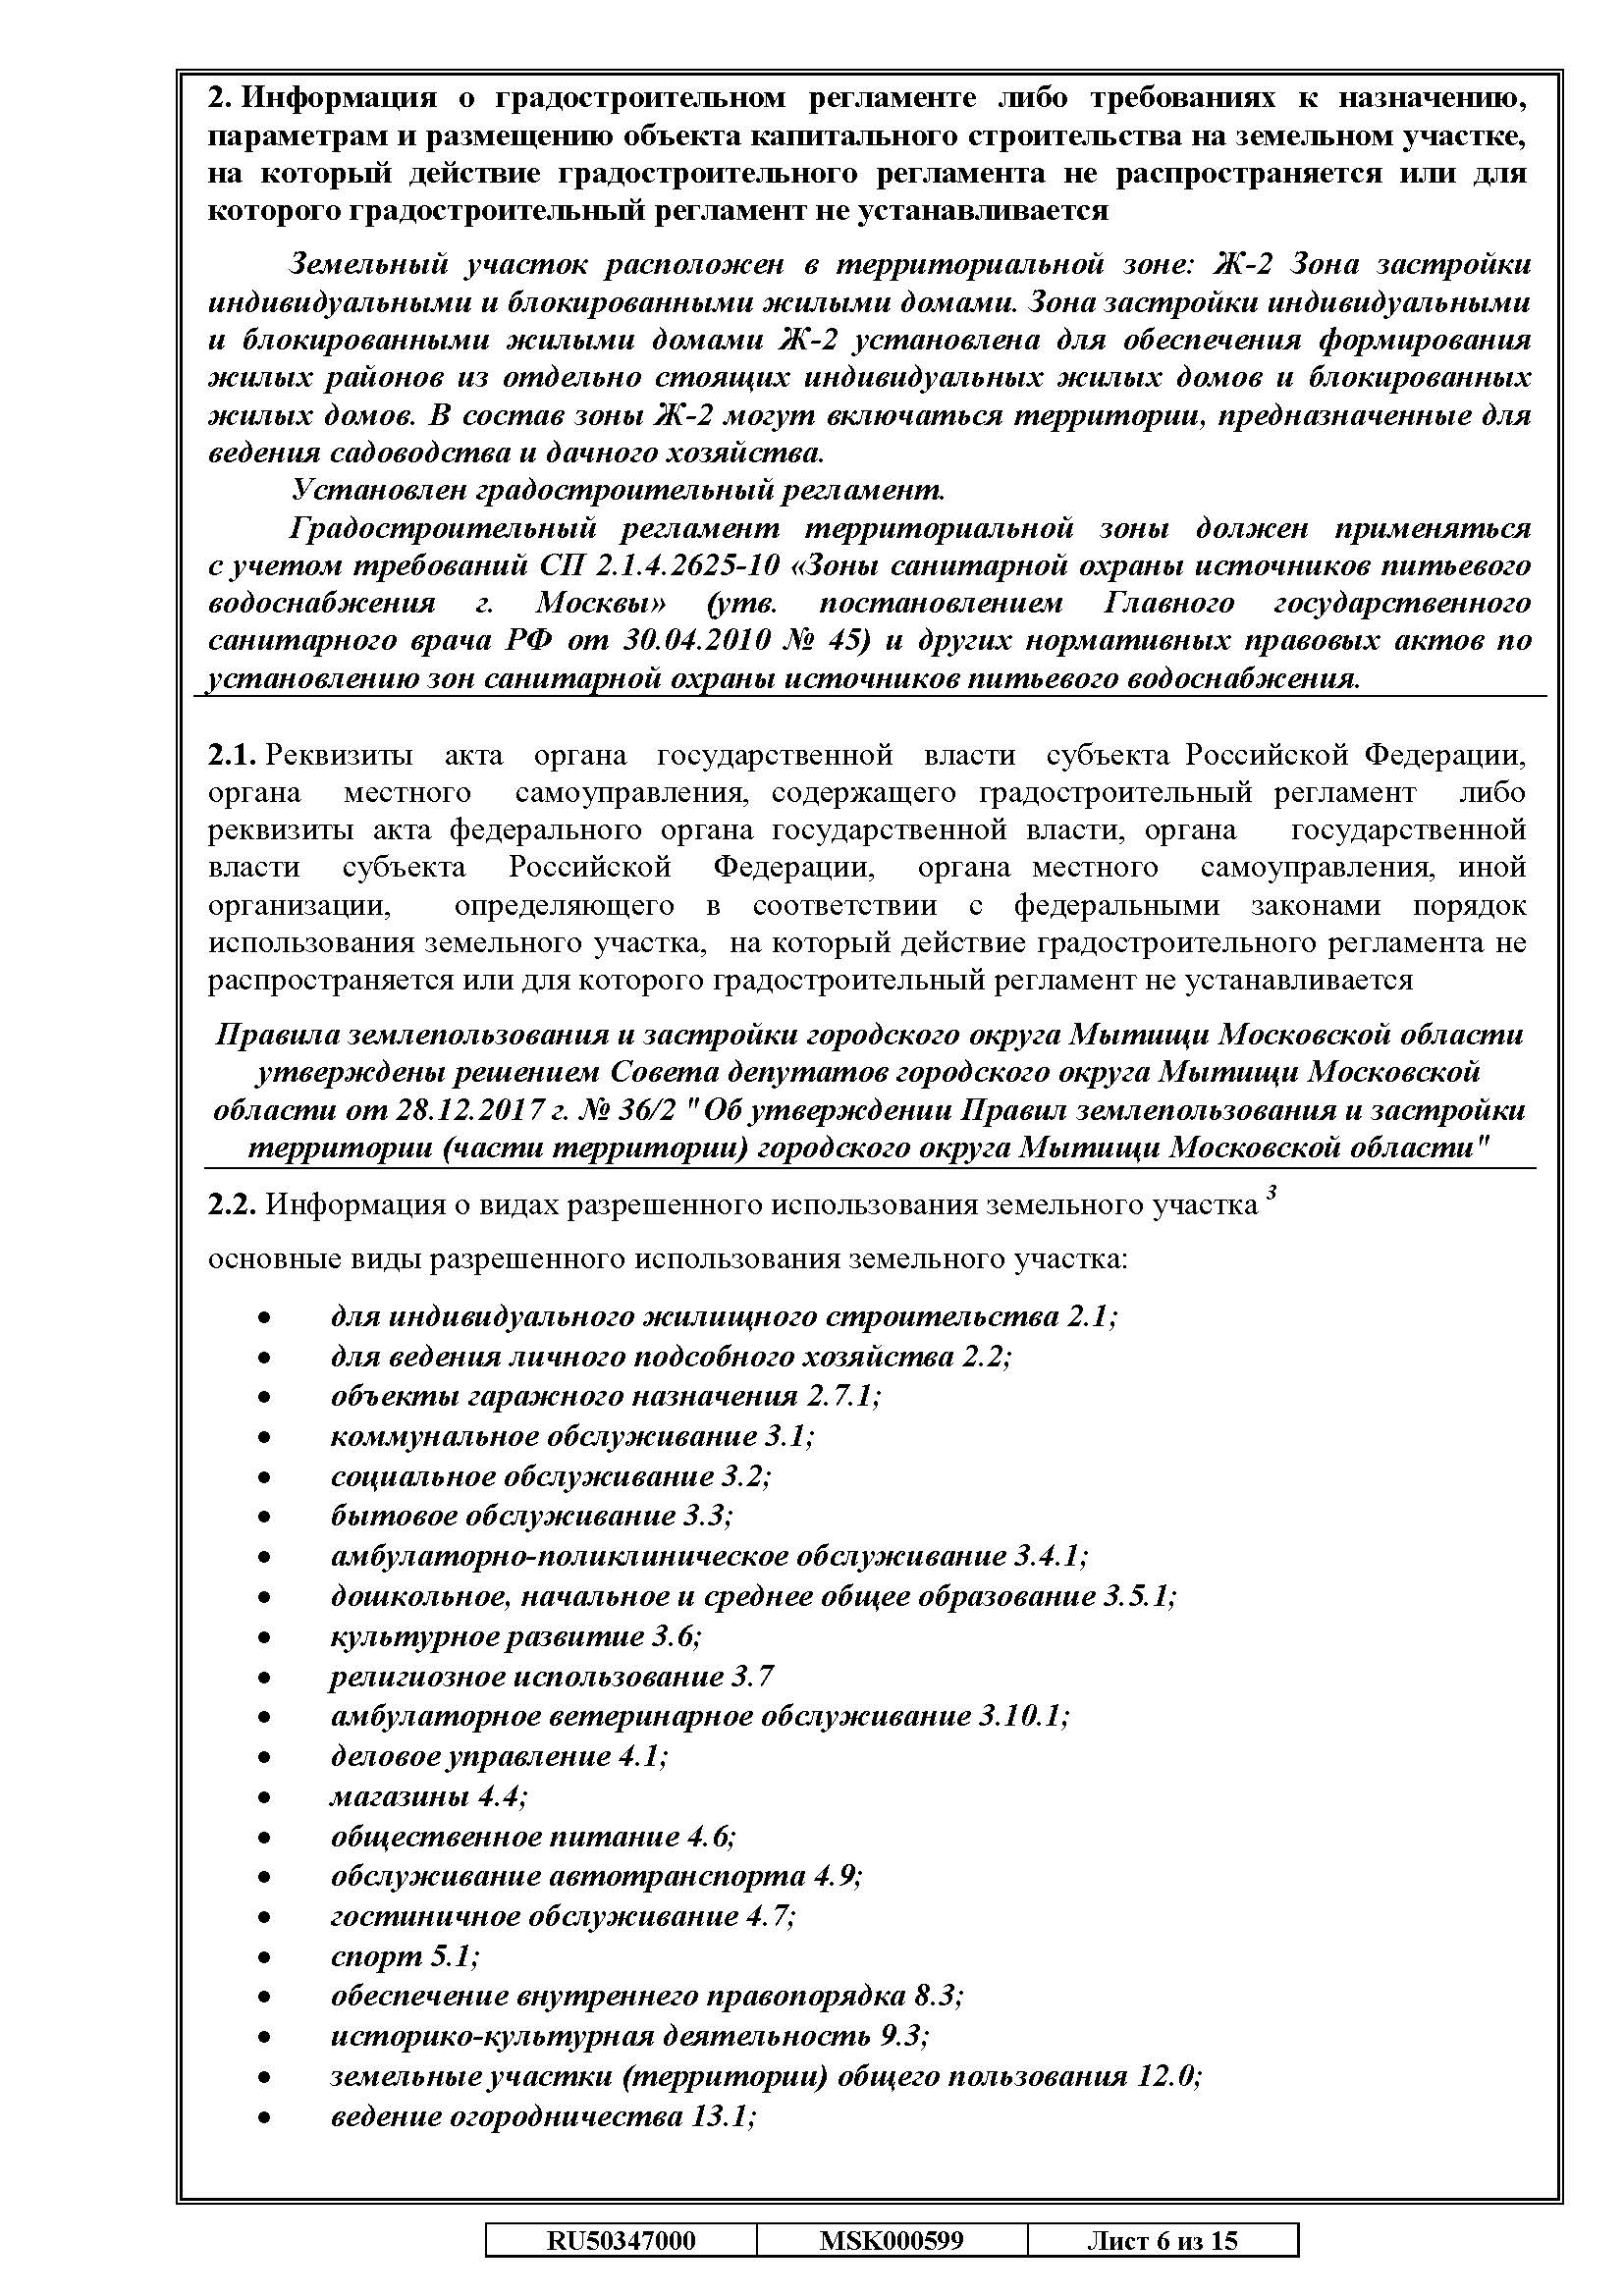 2. Информация о градостроительном регламенте либо требованиях к назначению,
параметрам и размещению объекта капитального строительства на земельном участке,
на который действие градостроительного регламента не распространяется или для
которого градостроительный регламент не устанавливается
Земельный участок расположен в территориальной зоне: Ж-2 Зона застройки
индивидуальными и блокированными жилыми домами. Зона застройки индивидуальными
и блокированными жилыми домами Ж-2 установлена для обеспечения формирования
жилых районов из отдельно стоящих индивидуальных жилых домов и блокированных
жилых домов. В состав зоны Ж-2 могут включаться территории, предназначенные для
ведения садоводства и дачного хозяйства.
Установлен градостроительный регламент.
Градостроительный регламент территориальной зоны должен применяться
с учетом требований СП 2.1.4.2625-10 «Зоны санитарной охраны источников питьевого
водоснабжения г. Москвы» (утв. постановлением Главного государственного
санитарного врача РФ от 30.04.2010 № 45) и других нормативных правовых актов по
установлению зон санитарной охраны источников питьевого водоснабжения.
2.1. Реквизиты акта органа государственной власти субъекта Российской Федерации,
органа местного самоуправления, содержащего градостроительный регламент либо
реквизиты акта федерального органа государственной власти, органа государственной
власти субъекта Российской Федерации, органа местного самоуправления, иной
организации, определяющего в соответствии с федеральными законами порядок
использования земельного участка, на который действие градостроительного регламента не
распространяется или для которого градостроительный регламент не устанавливается
Правила землепользования и застройки городского округа Мытищи Московской области
утверждены решением Совета депутатов городского округа Мытищи Московской
области от 28.12.2017 г. № 36/2 "Об утверждении Правил землепользования и застройки
территории (части территории) городского округа Мытищи Московской области"
2.2. Информация о видах разрешенного использования земельного участка 3
основные виды разрешенного использования земельного участка:
• для индивидуального жилищного строительства 2.1;
• для ведения личного подсобного хозяйства 2.2;
• объекты гаражного назначения 2.7.1;
• коммунальное обслуживание 3.1;
• социальное обслуживание 3.2;
• бытовое обслуживание 3.3;
• амбулаторно-поликлиническое обслуживание 3.4.1;
• дошкольное, начальное и среднее общее образование 3.5.1;
• культурное развитие 3.6;
• религиозное использование 3.7
• амбулаторное ветеринарное обслуживание 3.10.1;
• деловое управление 4.1;
• магазины 4.4;
• общественное питание 4.6;
• обслуживание автотранспорта 4.9;
• гостиничное обслуживание 4.7;
• спорт 5.1;
• обеспечение внутреннего правопорядка 8.3;
• историко-культурная деятельность 9.3;
• земельные участки (территории) общего пользования 12.0;
• ведение огородничества 13.1;
RU50347000 MSK000599 Лист 6 из 15